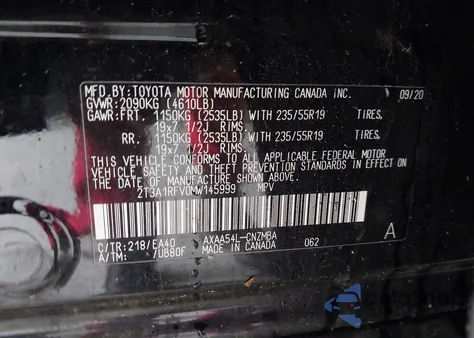 MFD.BY:TOYOTA MOTOR MANUFACTURING CANADA INC. 09/20
GVWR:2090KG (4610LB)
GAWR:FRT. 1150KG (2535LB) WITH 235/55R19 TIRES,
19x7 1/2J RIMS,
RR. 1150KG (2535LB) WITH 235/55R19 TIRES,
19x7 1/2J RIMS,
THIS VEHICLE CONFORMS TO ALL APPLICABLE FEDERAL MOTOR
VEHICLE SAFETY AND THEFT PREVENTION STANDARDS IN EFFECT ON
THE DATE OF MANUFACTURE SHOWN ABOVE.
2T3A1RFV0MW145999 MPV
C/TR:218/EA40 AXAA54L-CNZMBA 062 A
A/TM: /UB80F MADE IN CANADA